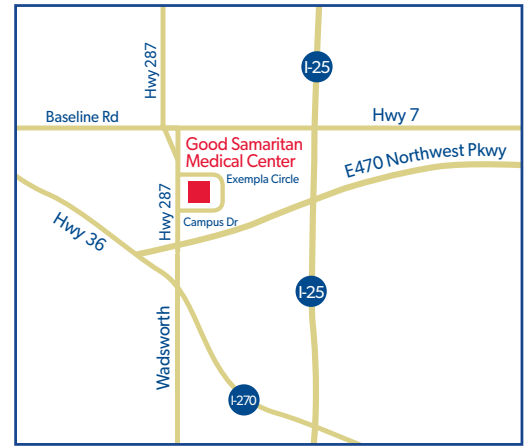 Hwy 287
I-25
Baseline Rd
Hwy 7
Good Samaritan
Medical Center
E470 Northwest Pkwy
Exempla Circle
Hwy 287
Campus Dr
Hwy 36
I-25
Wadsworth
I-270